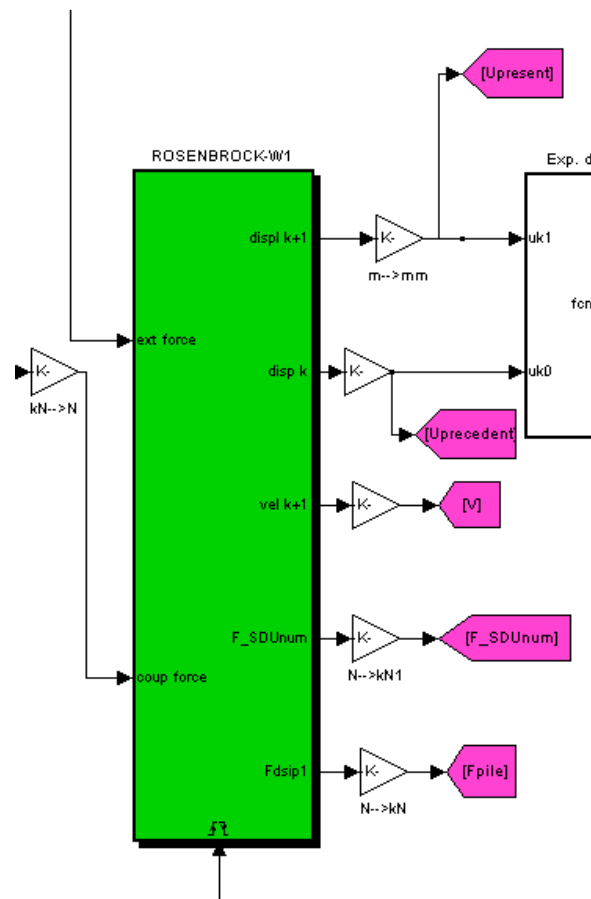 [Upresent]
ROSENBROCK-W1
Exp. d
displ k+1
K-
uk1
m-->mm
fcn
ext force
K-
kN-->N
disp k
K-
uk0
[Uprecedent]
vel k+1
K-
[V]
F_SDUnum
K-
[F_SDUnum]
N-->kN1
coup force
Fdsip1
K-
[Fpile]
N-->kN